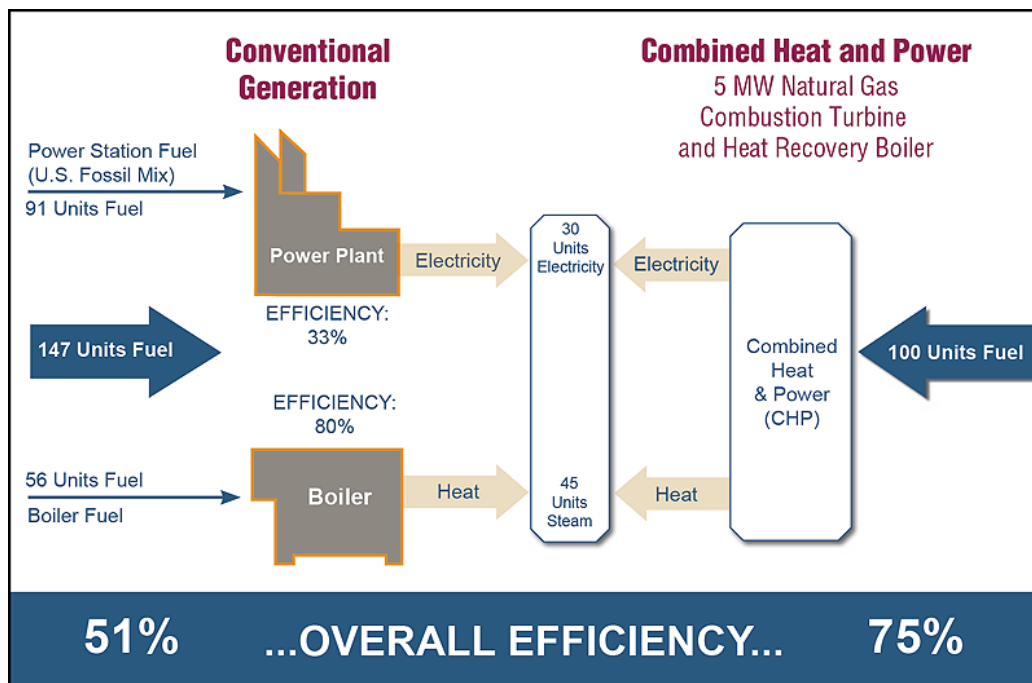 Conventional
Generation
Combined Heat and Power
5 MW Natural Gas
Combustion Turbine
and Heat Recovery Boiler
Power Station Fuel
(U.S. Fossil Mix)
91 Units Fuel
Power Plant
Electricity
30
Units
Electricity
Electricity
EFFICIENCY:
33%
147 Units Fuel
Combined
Heat
& Power
(CHP)
100 Units Fuel
EFFICIENCY:
80%
56 Units Fuel
Boiler Fuel
Boiler
Heat
45
Units
Steam
Heat
51% ...OVERALL EFFICIENCY... 75%